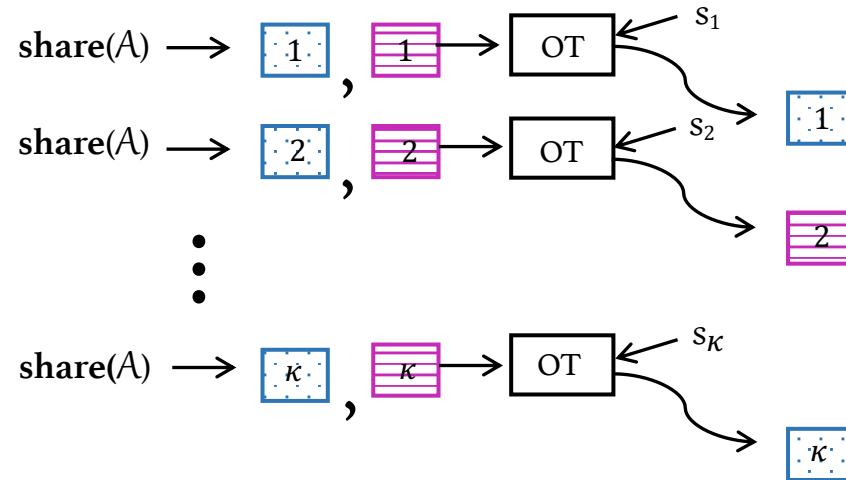 share(A) 1 , 1 OT s₁
1
share(A) 2 , 2 OT s₂
2
share(A) κ , κ OT sκ
κ